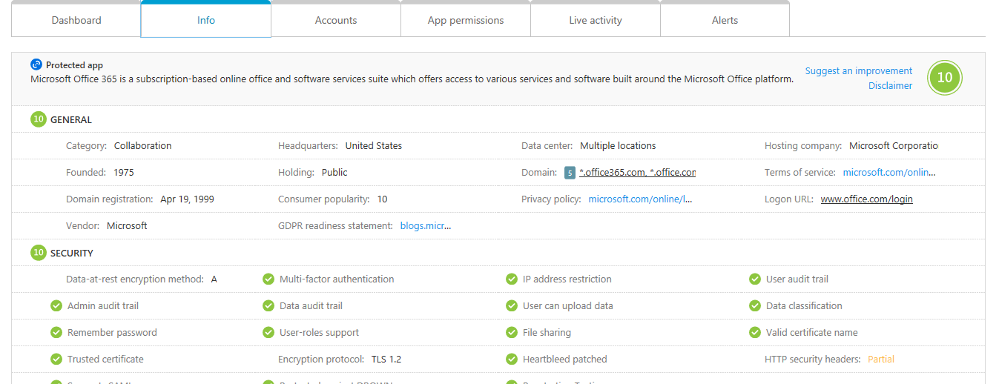 Dashboard Info Accounts App permissions Live activity Alerts
Protected app
Microsoft Office 365 is a subscription-based online office and software services suite which offers access to various services and software built around the Microsoft Office platform.
Suggest an improvement
Disclaimer
10
10 GENERAL
Category: Collaboration Headquarters: United States Data center: Multiple locations Hosting company: Microsoft Corporatio
Founded: 1975 Holding: Public Domain: 5 *.office365.com, *.office.com Terms of service: microsoft.com/onlin...
Domain registration: Apr 19, 1999 Consumer popularity: 10 Privacy policy: microsoft.com/online/l... Logon URL: www.office.com/login
Vendor: Microsoft GDPR readiness statement: blogs.micr...
10 SECURITY
Data-at-rest encryption method: A Multi-factor authentication IP address restriction User audit trail
Admin audit trail Data audit trail User can upload data Data classification
Remember password User-roles support File sharing Valid certificate name
Trusted certificate Encryption protocol: TLS 1.2 Heartbleed patched HTTP security headers: Partial